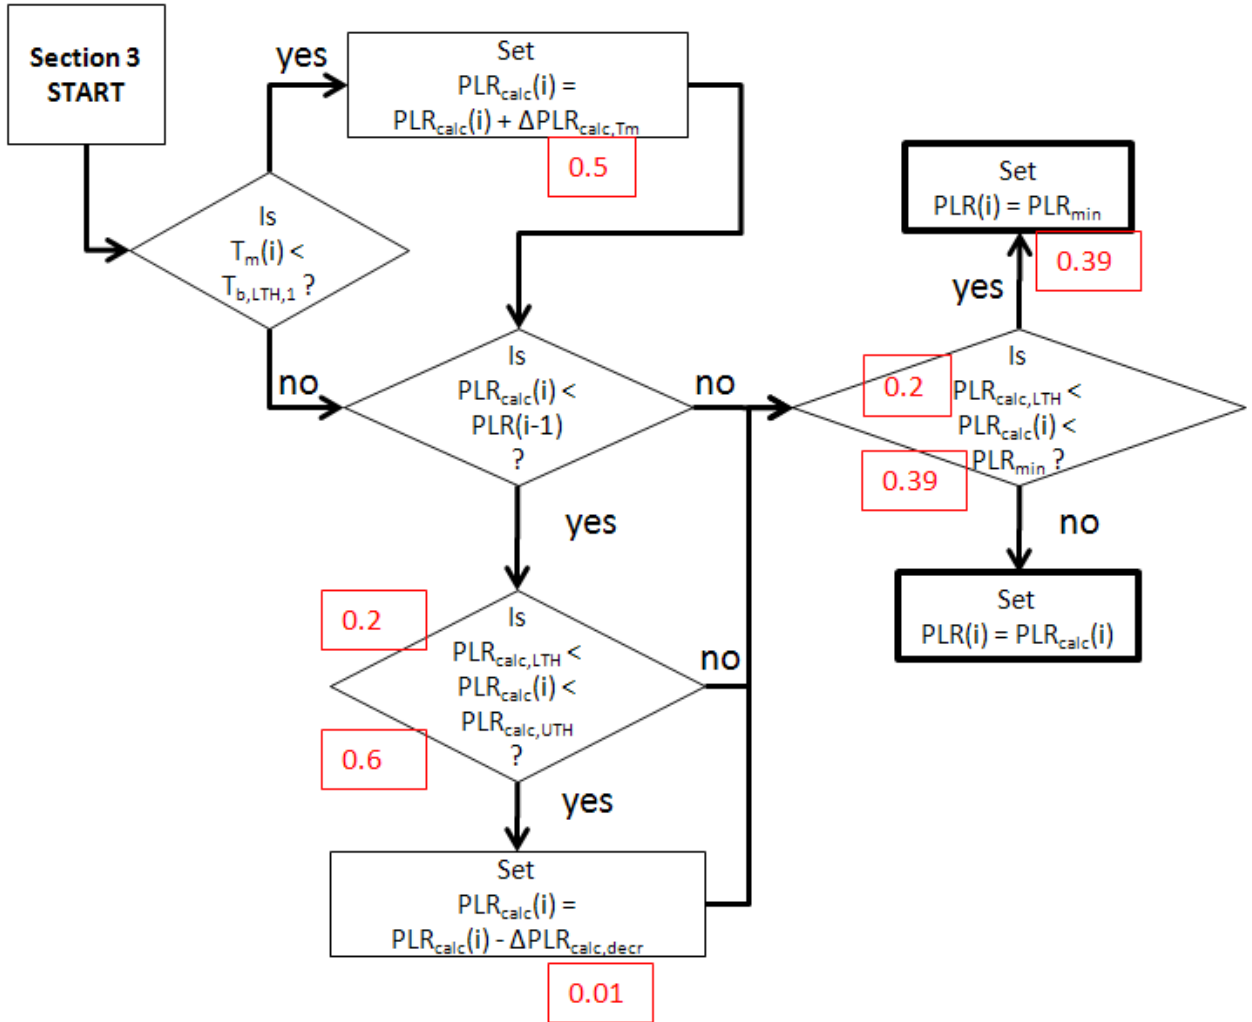 Section 3
START
yes
Set
PLRcalc(i) =
PLRcalc(i) + ΔPLRcalc,Tm
0.5
Is
Tm(i) <
Tb,LTH,1 ?
no
Is
PLRcalc(i) <
PLR(i-1)
?
no
yes
0.2
Is
PLRcalc,LTH <
PLRcalc(i) <
PLRcalc,UTH
?
0.6
no
yes
Set
PLRcalc(i) =
PLRcalc(i) - ΔPLRcalc,decr
0.01
Set
PLR(i) = PLRmin
0.39
yes
0.2
Is
PLRcalc,LTH <
PLRcalc(i) <
PLRmin ?
0.39
no
Set
PLR(i) = PLRcalc(i)